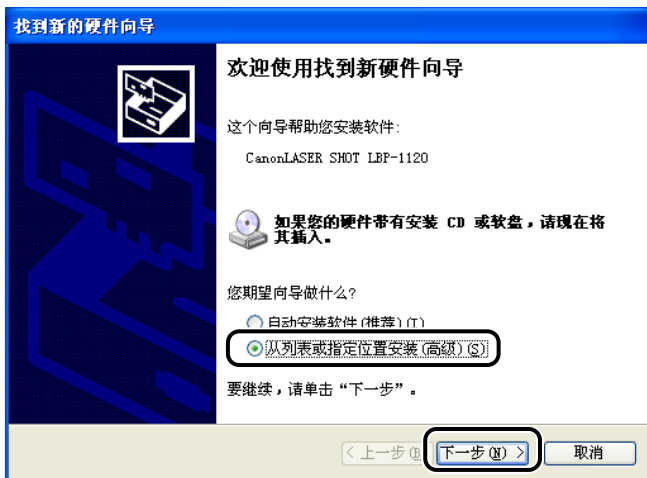 找到新的硬件向导
欢迎使用找到新硬件向导
这个向导帮助您安装软件:
CanonLASER SHOT LBP-1120
如果您的硬件带有安装 CD 或软盘，请现在将
其插入。
您期望向导做什么?
自动安装软件(推荐)(I)
从列表或指定位置安装(高级)(S)
要继续，请单击“下一步”。
<上一步(B)
下一步(N) >
取消